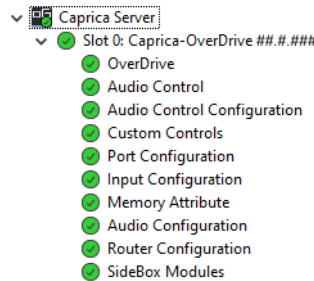 Caprica Server
Slot 0: Caprica-OverDrive ##.#.###
OverDrive
Audio Control
Audio Control Configuration
Custom Controls
Port Configuration
Input Configuration
Memory Attribute
Audio Configuration
Router Configuration
SideBox Modules